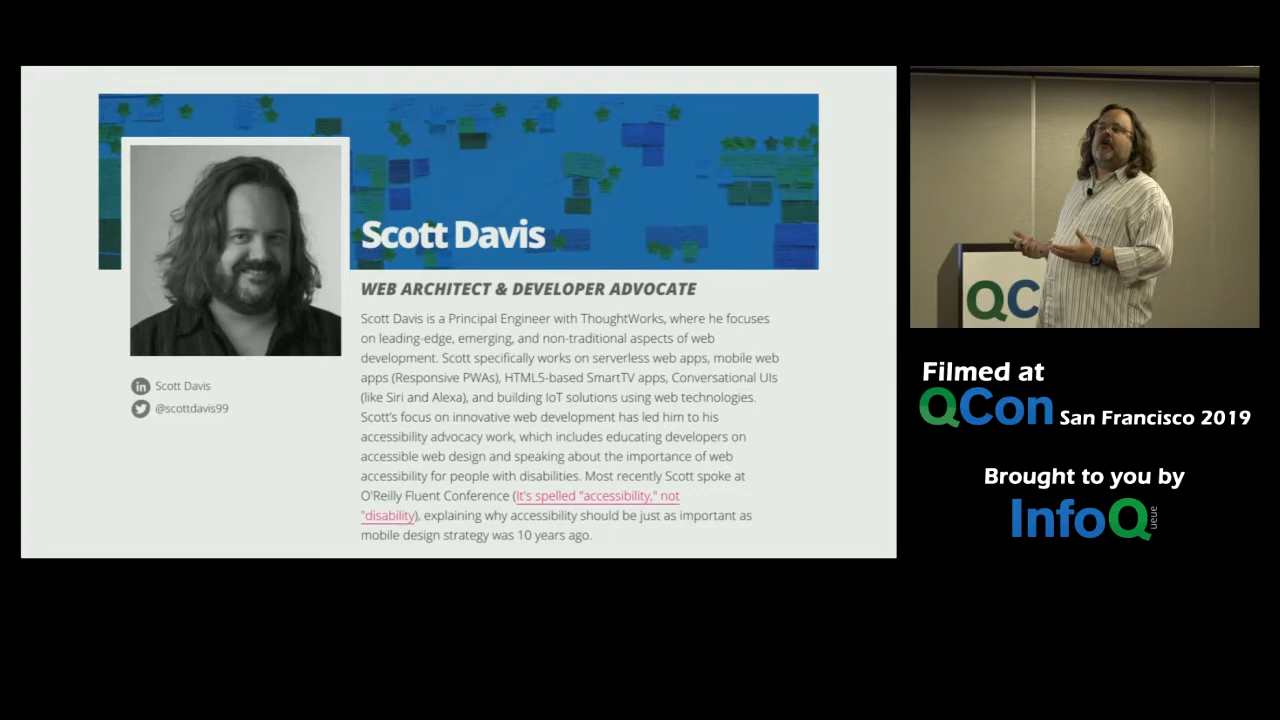 Scott Davis
WEB ARCHITECT & DEVELOPER ADVOCATE
Scott Davis is a Principal Engineer with ThoughtWorks, where he focuses
on leading-edge, emerging, and non-traditional aspects of web
development. Scott specifically works on serverless web apps, mobile web
apps (Responsive PWAs), HTML5-based SmartTV apps, Conversational UIs
(like Siri and Alexa), and building IoT solutions using web technologies.
Scott's focus on innovative web development has led him to his
accessibility advocacy work, which includes educating developers on
accessible web design and speaking about the importance of web
accessibility for people with disabilities. Most recently Scott spoke at
O'Reilly Fluent Conference (It's spelled "accessibility," not
"disability), explaining why accessibility should be just as important as
mobile design strategy was 10 years ago.
in Scott Davis
@scottdavis99
QC
Filmed at
QCon San Francisco 2019
Brought to you by
InfoQ
ueue